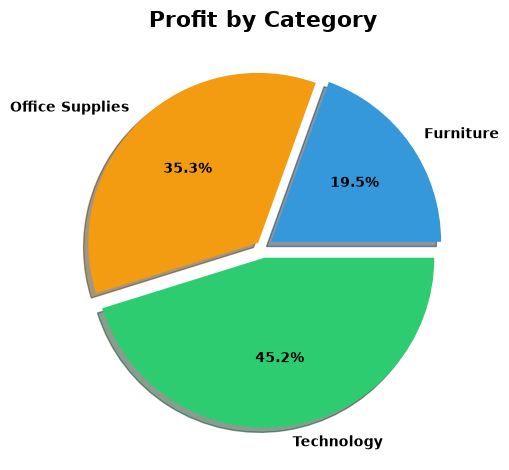 Profit by Category
Office Supplies
Furniture
35.3%
19.5%
45.2%
Technology